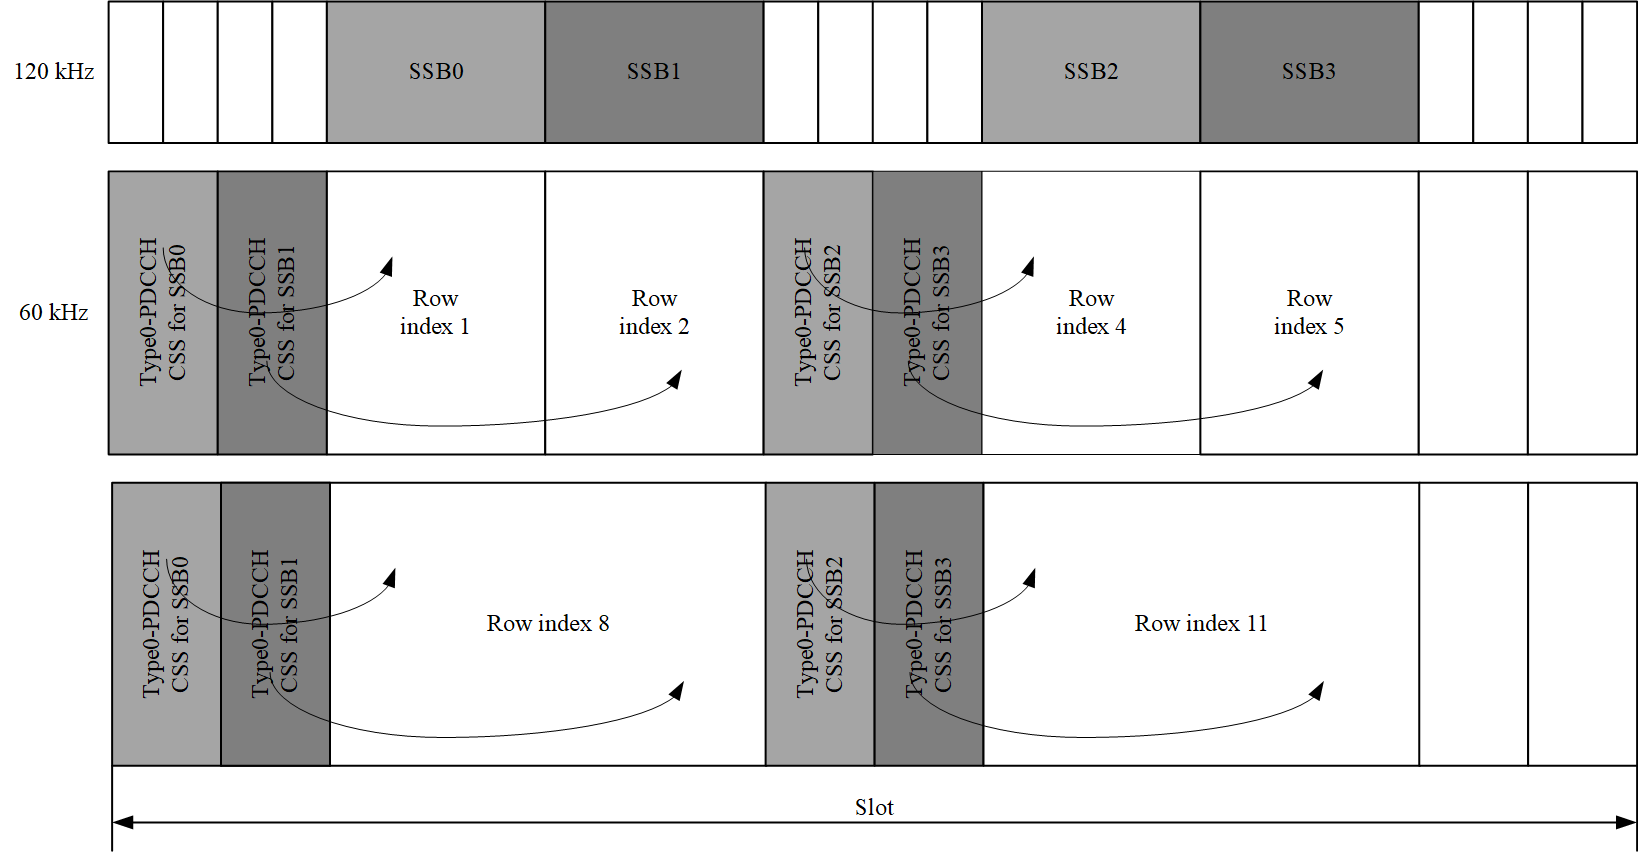 120 kHz
SSB0
SSB1
SSB2
SSB3
60 kHz
Type0-PDCCH
CSS for SSB0
Type0-PDCCH
CSS for SSB1
Row
index 1
Row
index 2
Type0-PDCCH
CSS for SSB2
Type0-PDCCH
CSS for SSB3
Row
index 4
Row
index 5
Type0-PDCCH
CSS for SSB0
Type0-PDCCH
CSS for SSB1
Row index 8
Type0-PDCCH
CSS for SSB2
Type0-PDCCH
CSS for SSB3
Row index 11
Slot